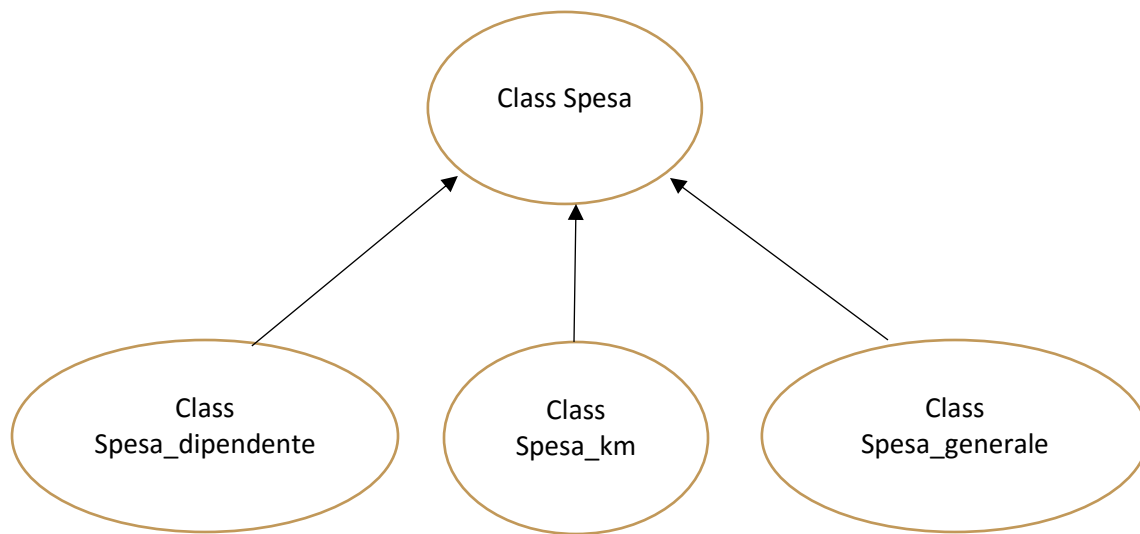 Class Spesa
Class
Spesa_dipendente
Class
Spesa_km
Class
Spesa_generale